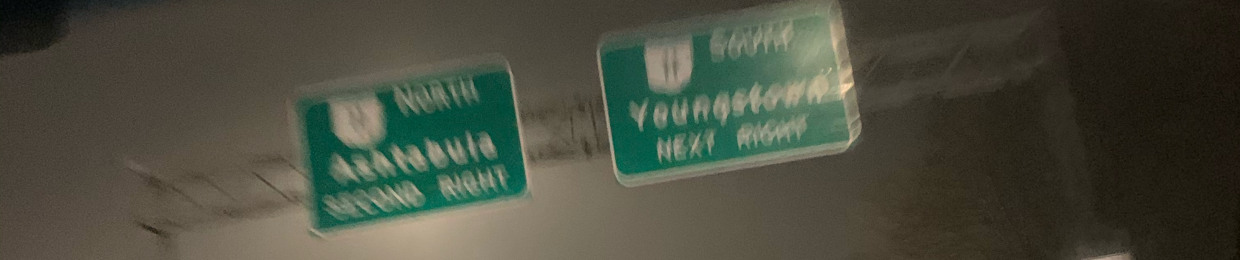 NORTH
Ashtabula
SECOND RIGHT
SOUTH
Youngstown
NEXT RIGHT